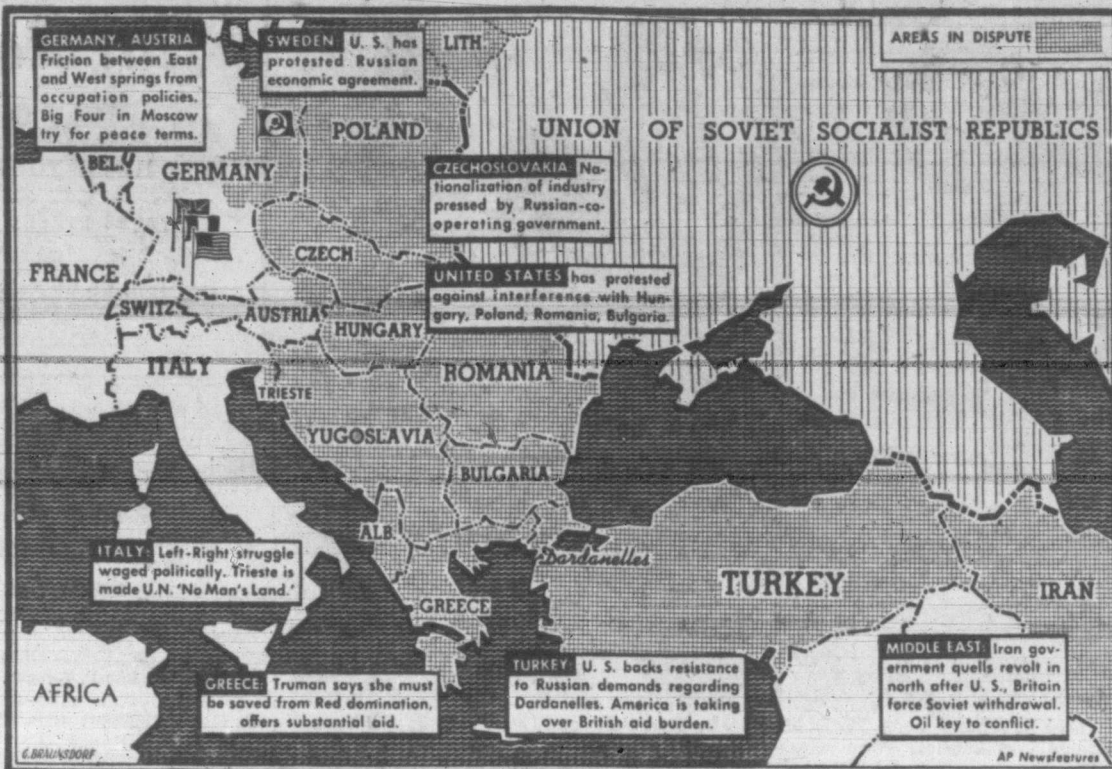 GERMANY, AUSTRIA
Friction between East
and West springs from
occupation policies.
Big Four in Moscow
try for peace terms.
SWEDEN: U. S. has
protested Russian
economic agreement.
LITH
AREAS IN DISPUTE
POLAND
UNION OF SOVIET SOCIALIST REPUBLICS
BEL.
GERMANY
CZECHOSLOVAKIA: Na-
tionalization of industry
pressed by Russian-co-
operating government.
CZECH
FRANCE
UNITED STATES has protested
against interference with Hun-
gary, Poland, Romania, Bulgaria.
SWITZ.
AUSTRIA
HUNGARY
ITALY
ROMANIA
TRIESTE
YUGOSLAVIA
BULGARIA
ALB.
ITALY: Left-Right struggle
waged politically. Trieste is
made U.N. 'No Man's Land.'
Dardanelles
TURKEY
IRAN
GREECE
AFRICA
GREECE: Truman says she must
be saved from Red domination,
offers substantial aid.
TURKEY: U. S. backs resistance
to Russian demands regarding
Dardanelles. America is taking
over British aid burden.
MIDDLE EAST: Iran gov-
ernment quells revolt in
north after U. S., Britain
force Soviet withdrawal.
Oil key to conflict.
G. BRAUNSDORF
AP Newsfeatures